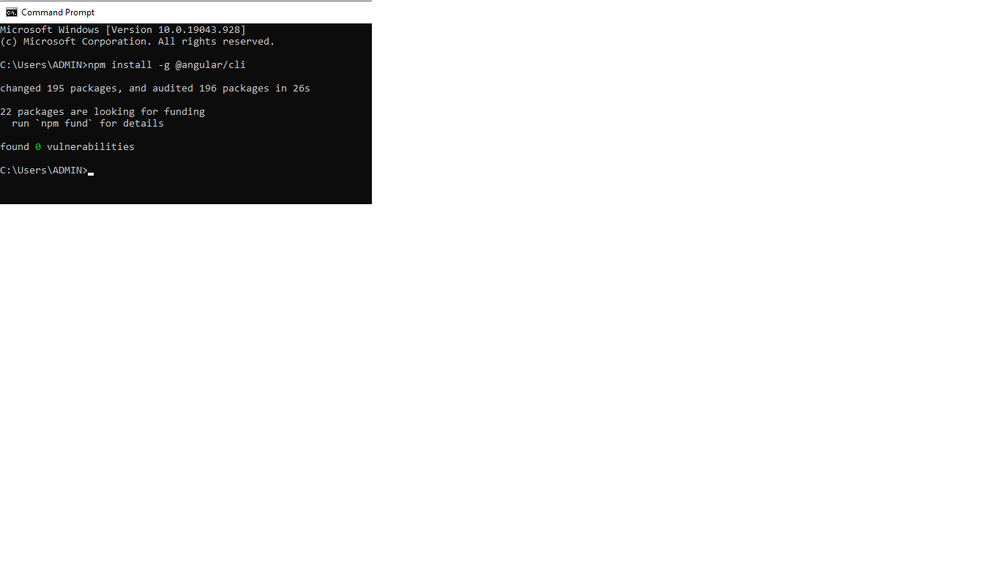 Command Prompt
Microsoft Windows [Version 10.0.19043.928]
(c) Microsoft Corporation. All rights reserved.
C:\Users\ADMIN>npm install -g @angular/cli
changed 195 packages, and audited 196 packages in 26s
22 packages are looking for funding
  run `npm fund` for details
found 0 vulnerabilities
C:\Users\ADMIN>